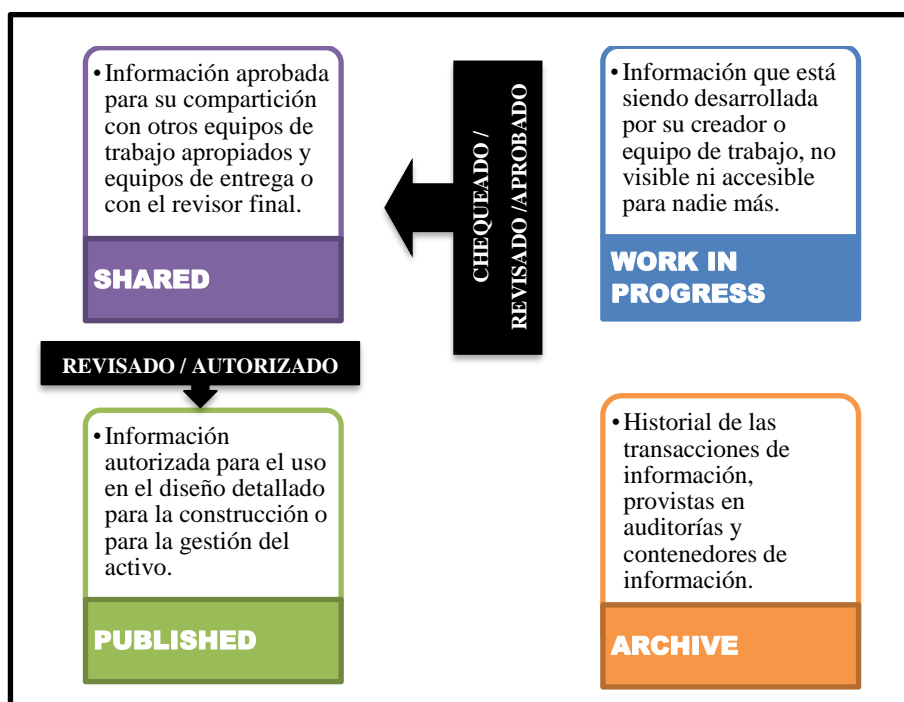 • Información aprobada
para su compartición
con otros equipos de
trabajo apropiados y
equipos de entrega o
con el revisor final.
SHARED
CHEQUEADO /
REVISADO /APROBADO
• Información que está
siendo desarrollada
por su creador o
equipo de trabajo, no
visible ni accesible
para nadie más.
WORK IN
PROGRESS
REVISADO / AUTORIZADO
• Información
autorizada para el uso
en el diseño detallado
para la construcción o
para la gestión del
activo.
PUBLISHED
• Historial de las
transacciones de
información,
provistas en
auditorías y
contenedores de
información.
ARCHIVE